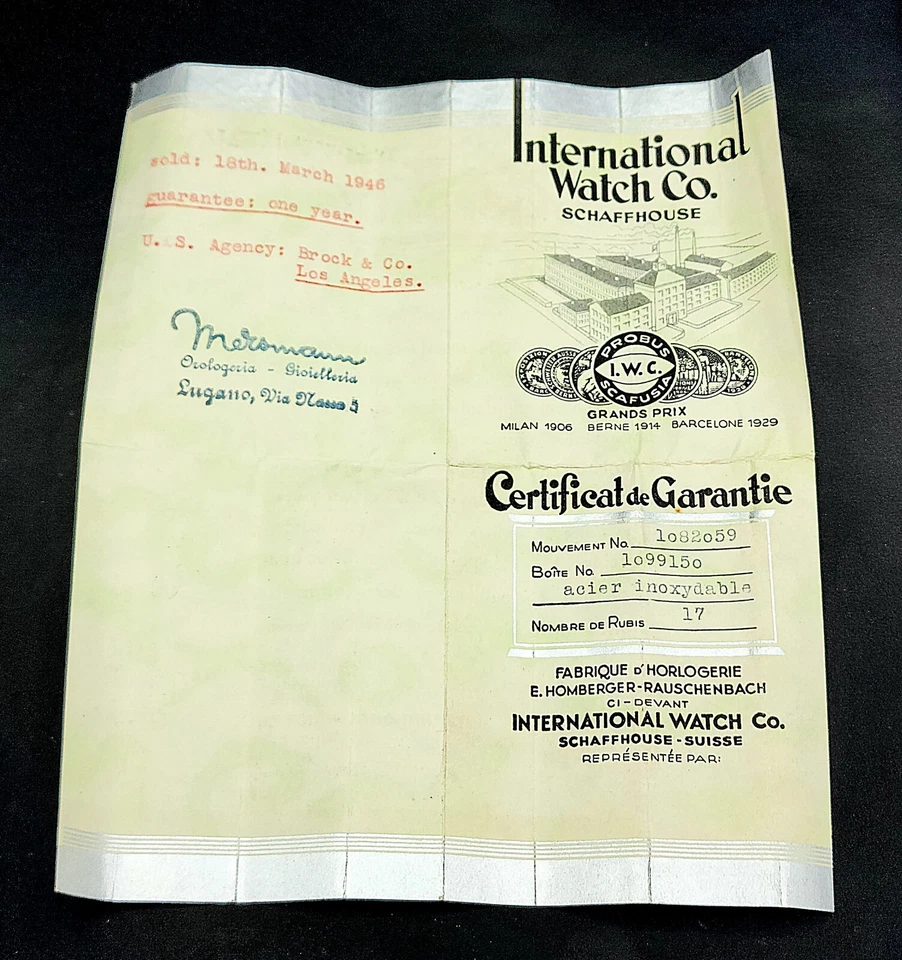 sold: 18th. March 1946
guarantee: one year.
U. S. Agency: Brock & Co.
Los Angeles.
Mersmann
Orologeria - Gioielleria
Lugano, Via Nassa 5
International
Watch Co.
SCHAFFHOUSE
PROBUS
I.W.C.
SCAFUSIA
GRANDS PRIX
MILAN 1906 BERNE 1914 BARCELONE 1929
Certificat de Garantie
MOUVEMENT No. 1o82o59
BOÎTE No. 1o9915o
acier inoxydable
NOMBRE DE RUBIS 17
FABRIQUE D'HORLOGERIE
E. HOMBERGER-RAUSCHENBACH
CI-DEVANT
INTERNATIONAL WATCH Co.
SCHAFFHOUSE-SUISSE
REPRÉSENTÉE PAR: